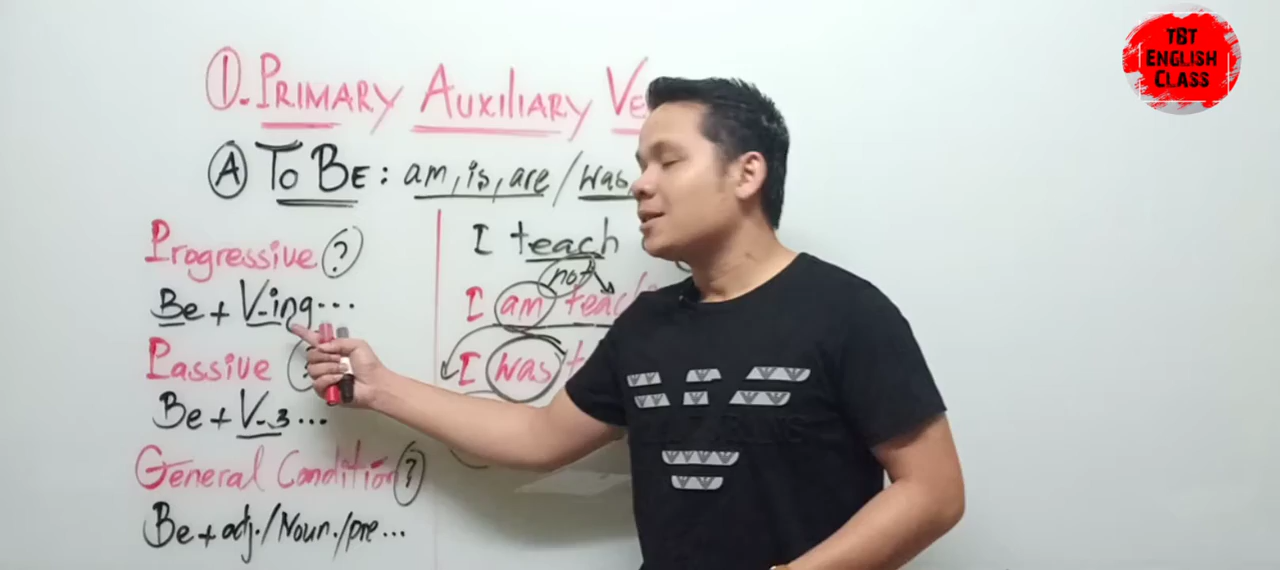 TBT
ENGLISH
CLASS
①. PRIMARY AUXILIARY VE
Ⓐ TO BE: am, is, are / was,
Progressive ?
Be + V-ing...
Passive
Be + V-3...
General Condition ?
Be + adj. / Noun. / pre...
I teach
not
I am teach
I was t